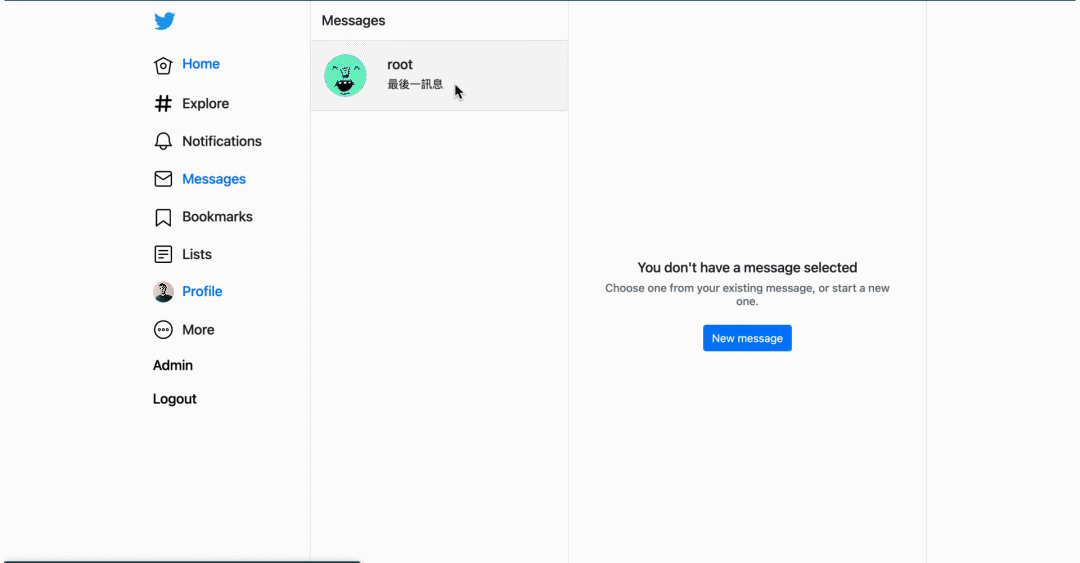 Home
Explore
Notifications
Messages
Bookmarks
Lists
Profile
More
Admin
Logout
Messages
root
最後一訊息
You don't have a message selected
Choose one from your existing message, or start a new
one.
New message